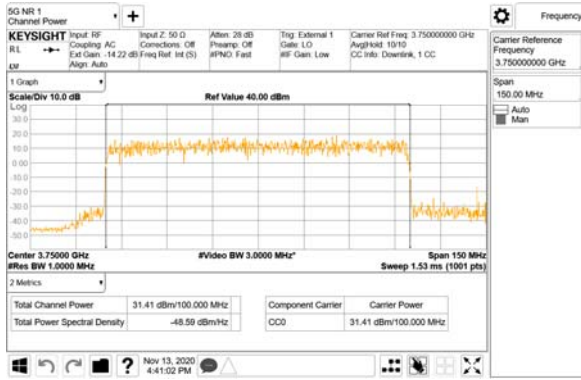 5G NR 1
Channel Power
Frequency
KEYSIGHT
RL
LXI
Input: RF
Coupling: AC
Ext Gain: -14.22 dB
Align: Auto
Input Z: 50 Ω
Corrections: Off
Freq Ref: Int (S)
Atten: 28 dB
Preamp: Off
#PNO: Fast
Trig: External 1
Gate: LO
#IF Gain: Low
Carrier Ref Freq: 3.750000000 GHz
Avg|Hold: 10/10
CC Info: Downlink, 1 CC
Carrier Reference
Frequency
3.750000000 GHz
Span
150.00 MHz
Auto
Man
1 Graph
Scale/Div 10.0 dB
Ref Value 40.00 dBm
Log
30.0
20.0
10.0
0.00
-10.0
-20.0
-30.0
-40.0
-50.0
Center 3.75000 GHz
#Video BW 3.0000 MHz*
Span 150 MHz
#Res BW 1.0000 MHz
Sweep 1.53 ms (1001 pts)
2 Metrics
Total Channel Power 31.41 dBm/100.000 MHz
Total Power Spectral Density -48.59 dBm/Hz
Component Carrier Carrier Power
CC0 31.41 dBm/100.000 MHz
?
Nov 13, 2020
4:41:02 PM